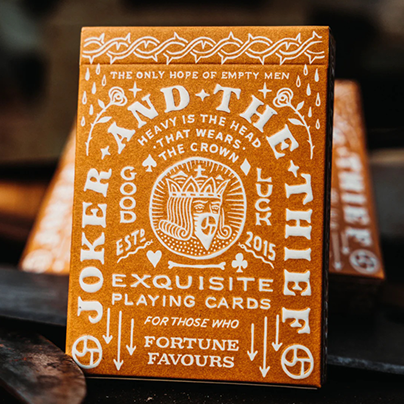 THE ONLY HOPE OF EMPTY MEN
JOKER AND THE THIEF
HEAVY IS THE HEAD
THAT WEARS
THE CROWN
GOOD LUCK
ESTD 2015
EXQUISITE
PLAYING CARDS
FOR THOSE WHO
FORTUNE
FAVOURS
THIEF